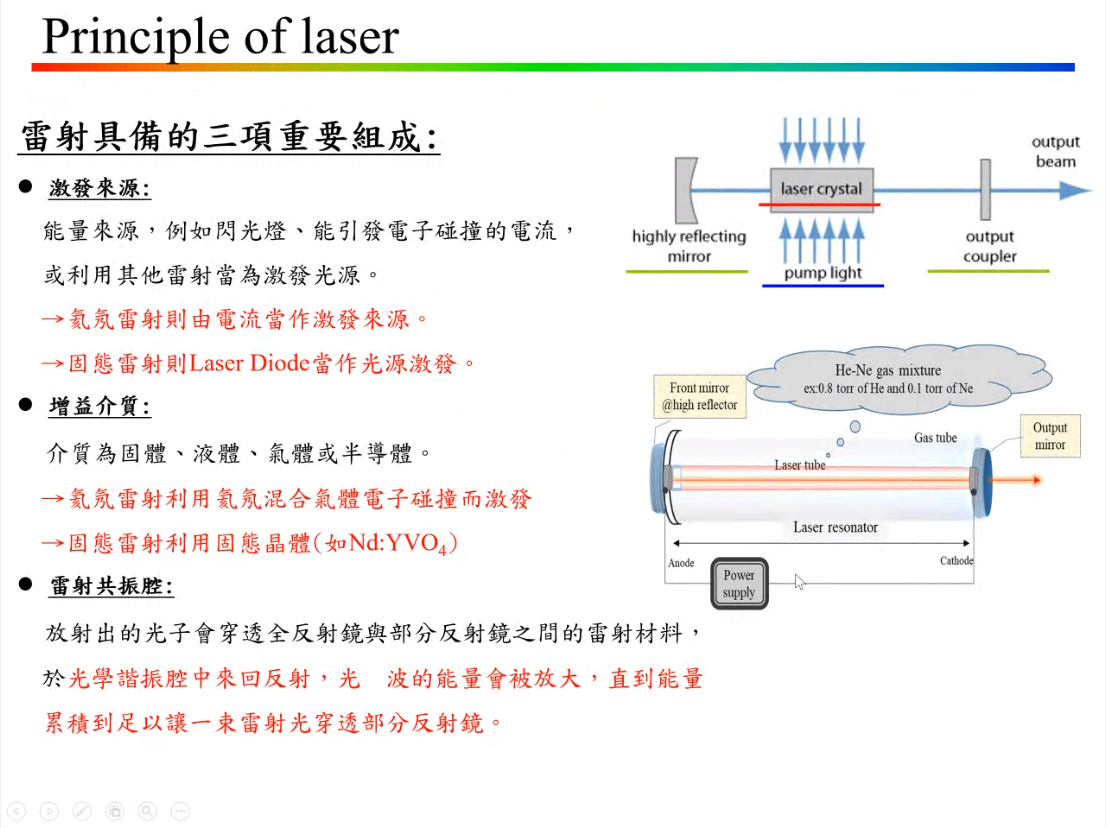 Principle of laser
雷射具備的三項重要組成:
激發來源:
能量來源，例如閃光燈、能引發電子碰撞的電流，
或利用其他雷射當為激發光源。
→氦氖雷射則由電流當作激發來源。
→固態雷射則Laser Diode當作光源激發。
增益介質:
介質為固體、液體、氣體或半導體。
→氦氖雷射利用氦氖混合氣體電子碰撞而激發
→固態雷射利用固態晶體(如Nd:YVO4)
雷射共振腔:
放射出的光子會穿透全反射鏡與部分反射鏡之間的雷射材料，
於光學諧振腔中來回反射，光 波的能量會被放大，直到能量
累積到足以讓一束雷射光穿透部分反射鏡。
output
beam
laser crystal
highly reflecting
mirror
output
coupler
pump light
He-Ne gas mixture
ex:0.8 torr of He and 0.1 torr of Ne
Front mirror
@high reflector
Gas tube
Output
mirror
Laser tube
Laser resonator
Anode
Cathode
Power
supply